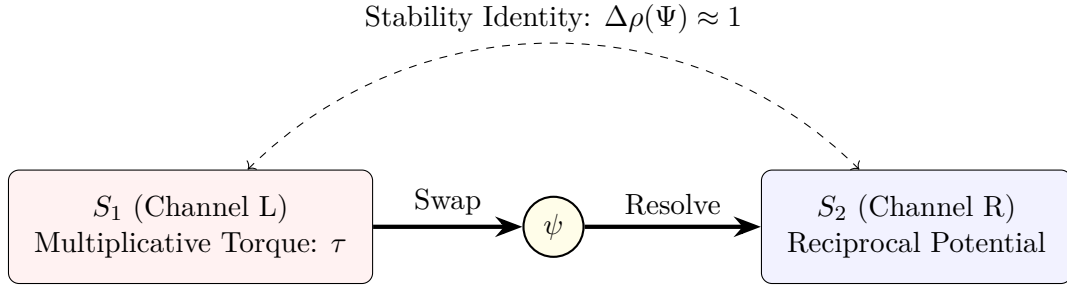 Stability Identity: Δρ(Ψ) ≈ 1
S₁ (Channel L)
Multiplicative Torque: τ
Swap
ψ
Resolve
S₂ (Channel R)
Reciprocal Potential